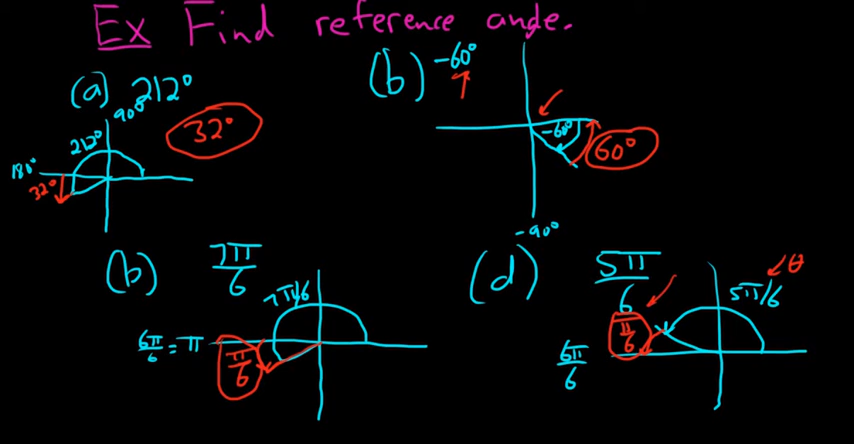 Ex Find reference angle.
(a) 212°
90°
212°
180°
32°
32°
(b) -60°
-60°
60°
-90°
(b) 7π/6
7π/6
6π/6 = π
π/6
(d) 5π/6
θ
5π/6
π/6
6π/6